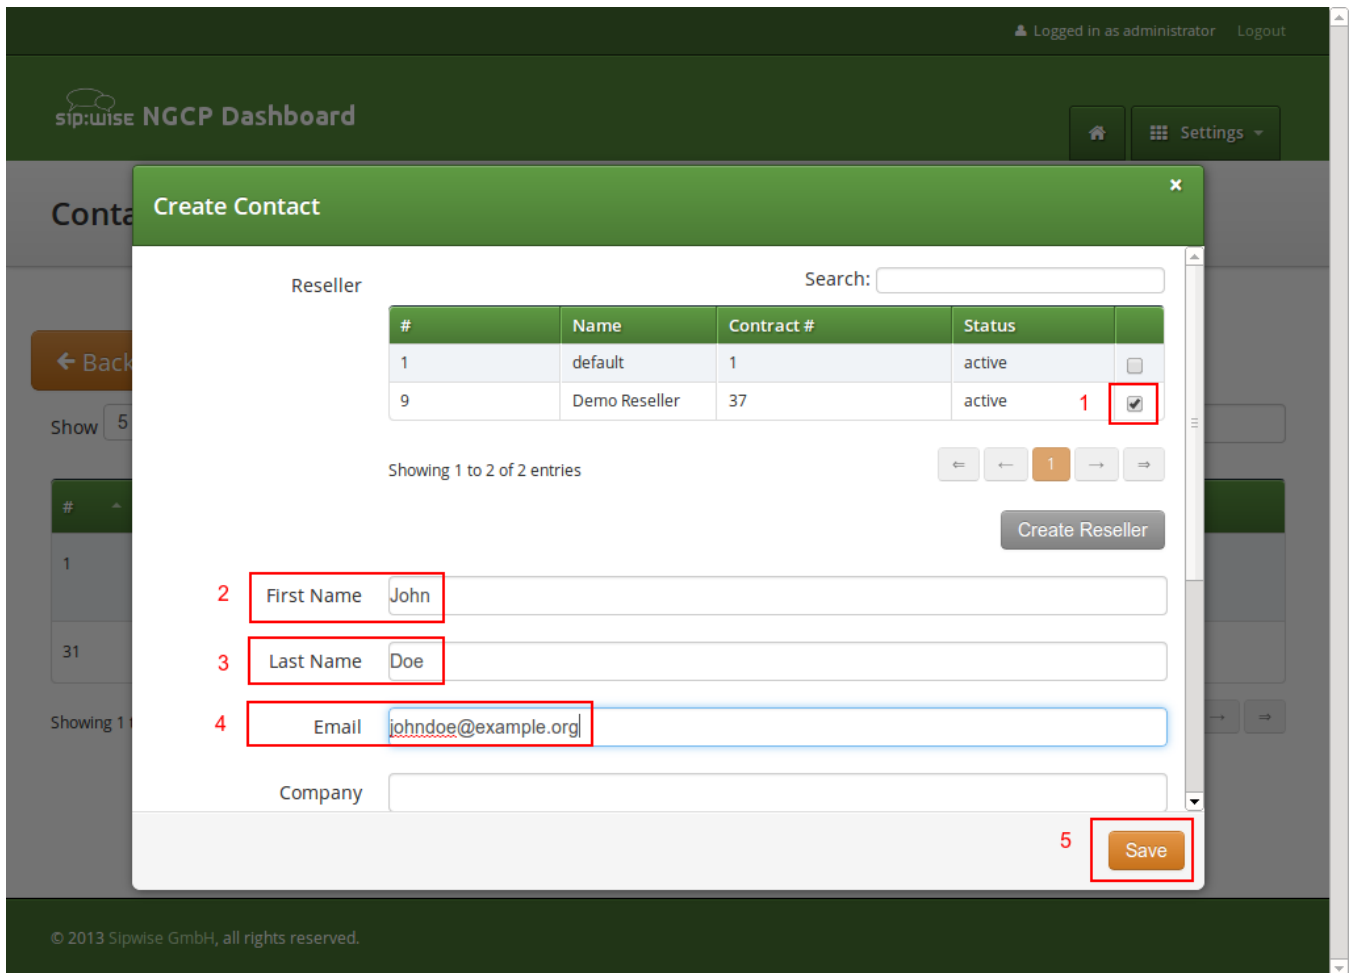 Logged in as administrator Logout
sip:wise NGCP Dashboard
Settings
Conta
Create Contact
×
Reseller
Search:
# Name Contract # Status
1 default 1 active
9 Demo Reseller 37 active 1
Back
Show 5
Showing 1 to 2 of 2 entries
⇐ ← 1 → ⇒
#
Create Reseller
1
2 First Name John
31
3 Last Name Doe
Showing 1 t
→ ⇒
4 Email johndoe@example.org
Company
5 Save
© 2013 Sipwise GmbH, all rights reserved.